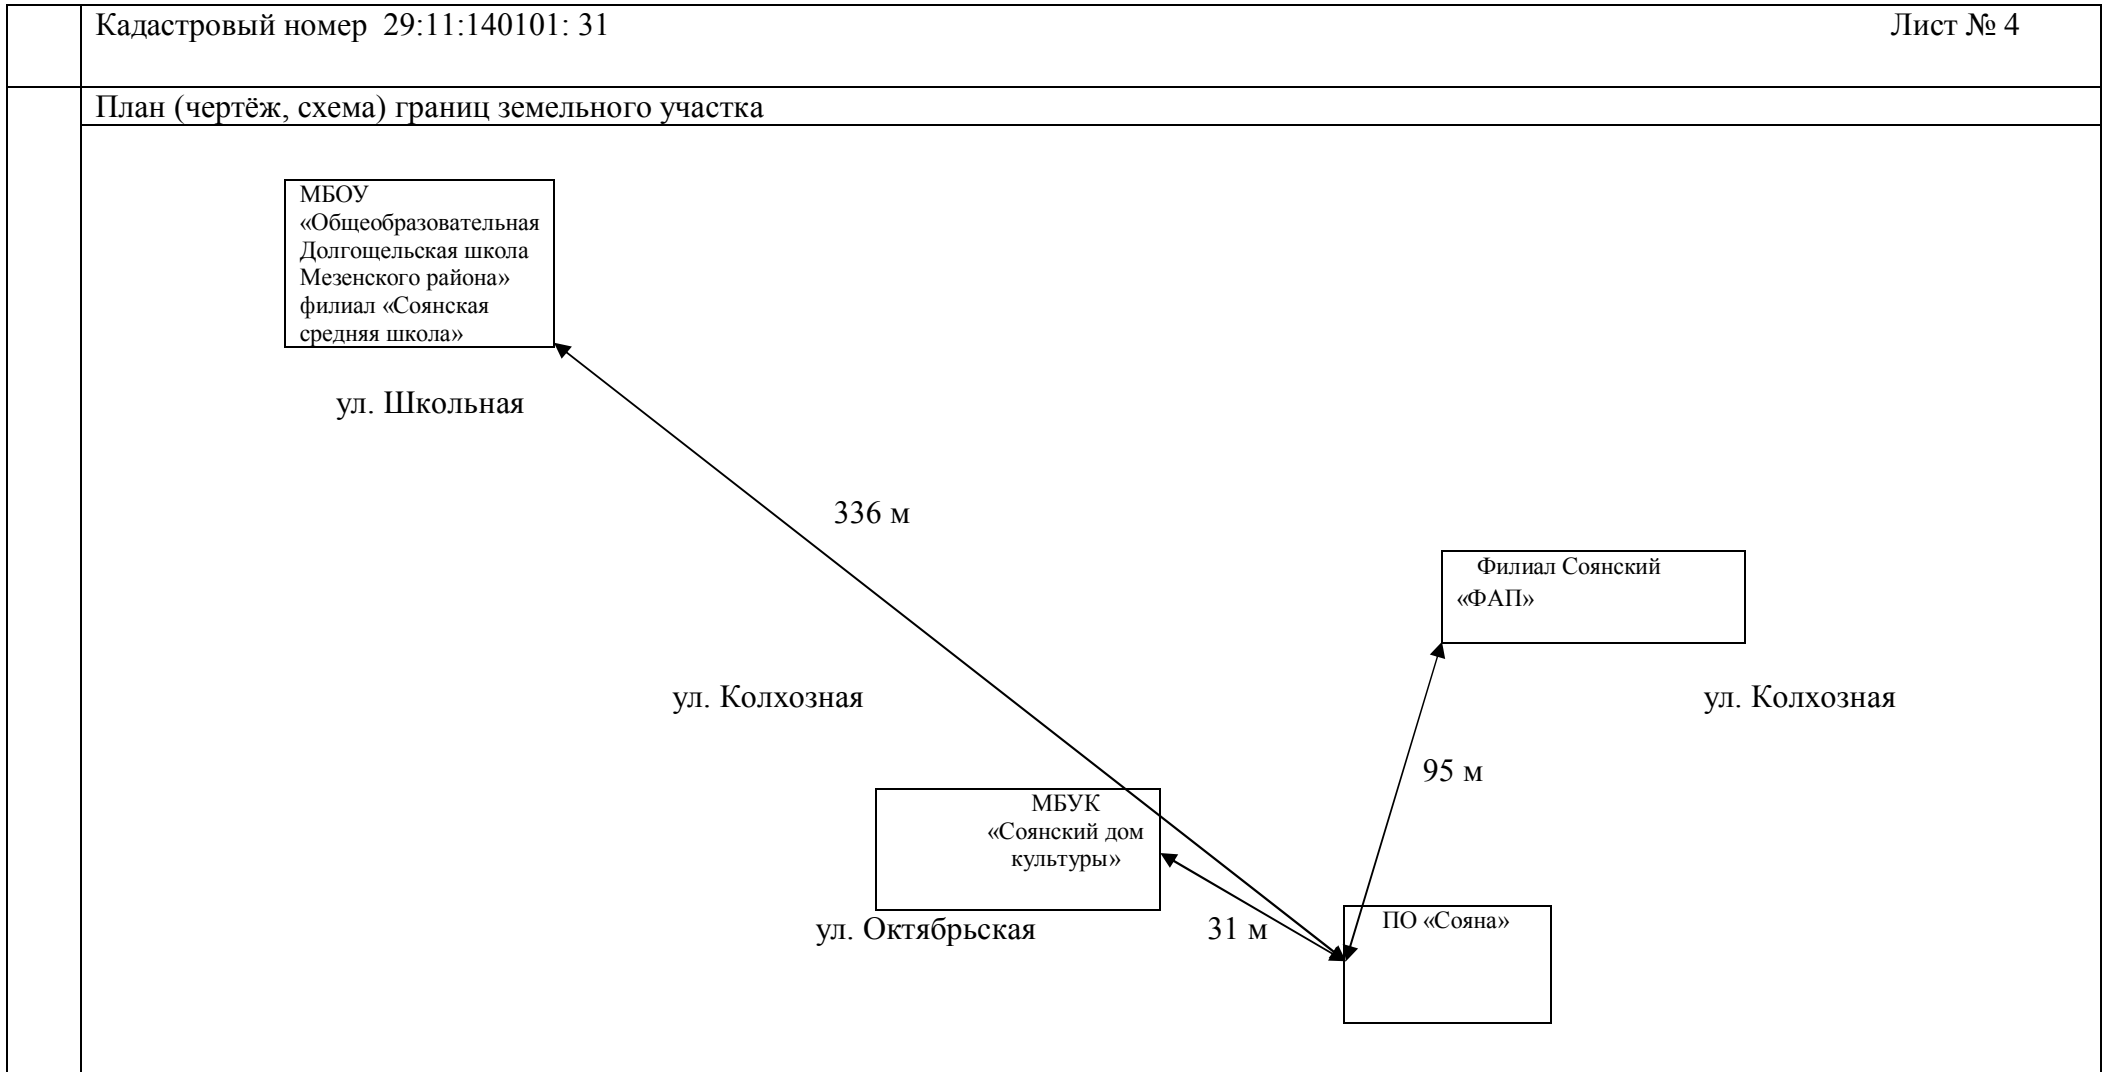 Кадастровый номер 29:11:140101: 31 Лист № 4
План (чертёж, схема) границ земельного участка
МБОУ
«Общеобразовательная
Долгощельская школа
Мезенского района»
филиал «Соянская
средняя школа»
ул. Школьная
336 м
Филиал Соянский
«ФАП»
ул. Колхозная
ул. Колхозная
95 м
МБУК
«Соянский дом
культуры»
ул. Октябрьская
31 м
ПО «Сояна»